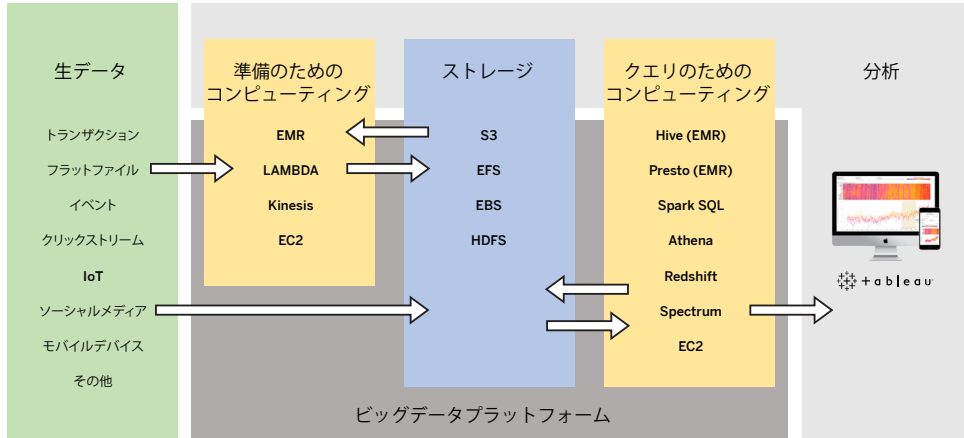 生データ
トランザクション
フラットファイル
イベント
クリックストリーム
IoT
ソーシャルメディア
モバイルデバイス
その他
準備のための
コンピューティング
EMR
LAMBDA
Kinesis
EC2
ストレージ
S3
EFS
EBS
HDFS
クエリのための
コンピューティング
Hive (EMR)
Presto (EMR)
Spark SQL
Athena
Redshift
Spectrum
EC2
分析
+ a b l e a u
ビッグデータプラットフォーム